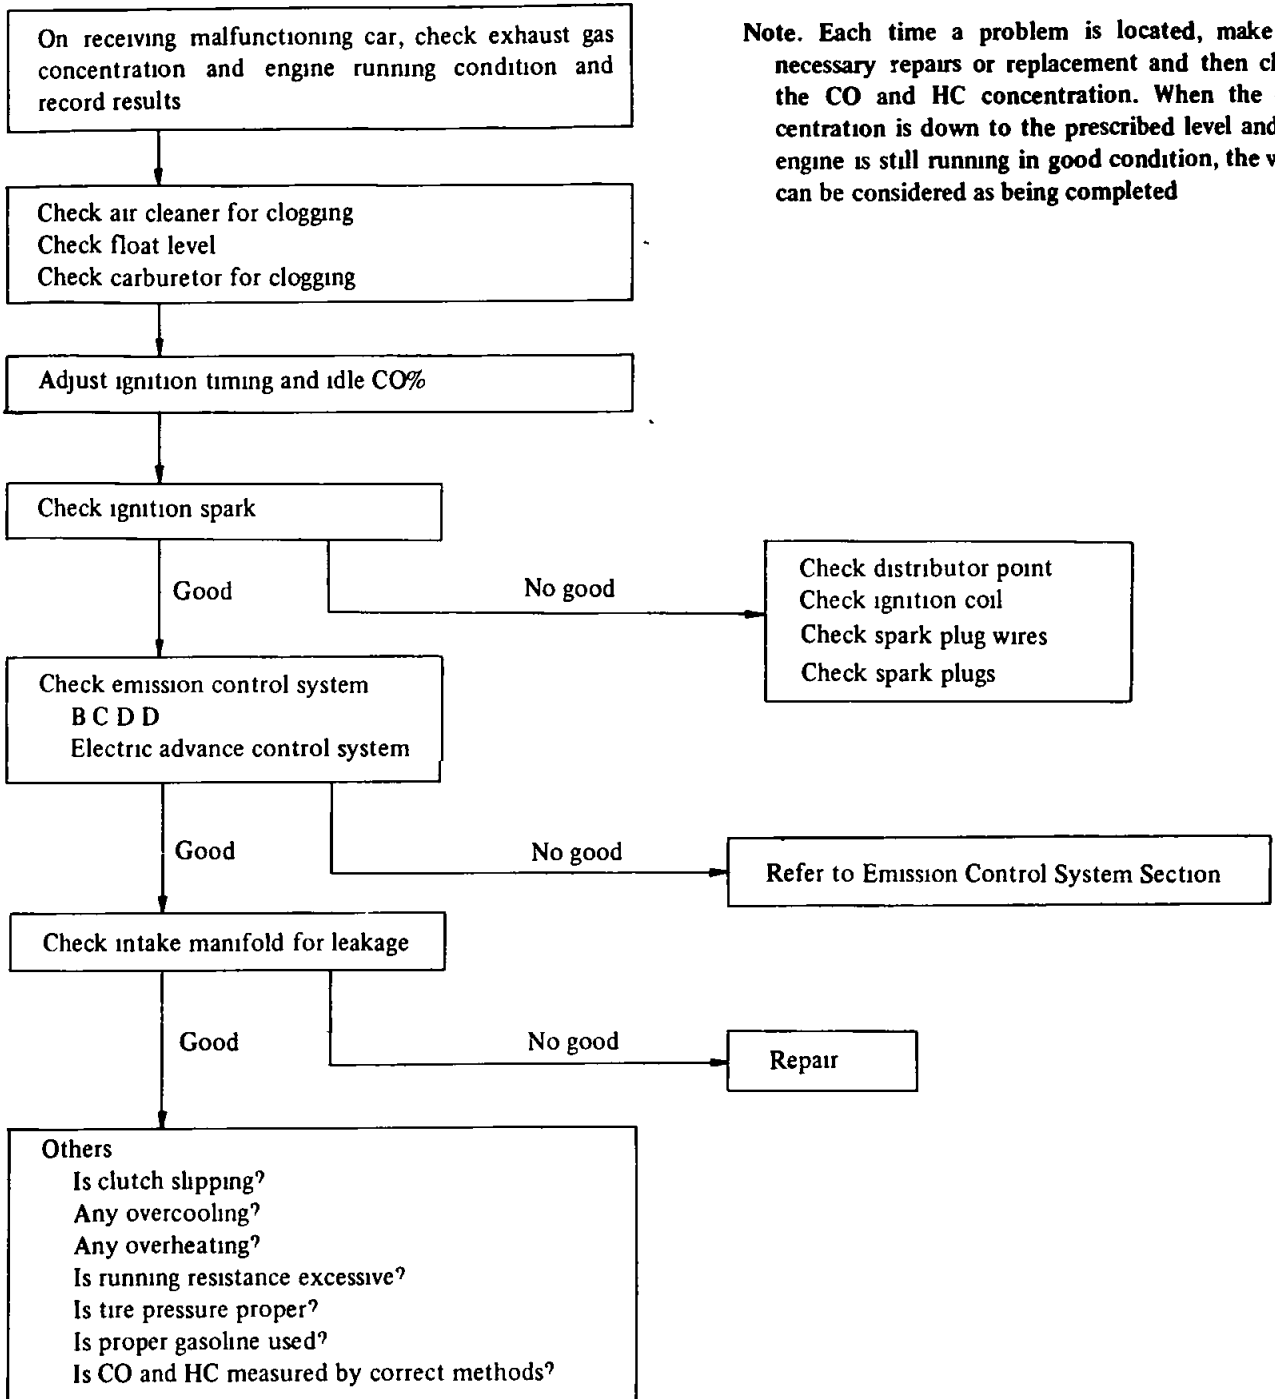 On receiving malfunctioning car, check exhaust gas
concentration and engine running condition and
record results
Note. Each time a problem is located, make
necessary repairs or replacement and then
the CO and HC concentration. When the
centration is down to the prescribed level and
engine is still running in good condition, the
can be considered as being completed
Check air cleaner for clogging
Check float level
Check carburetor for clogging
Adjust ignition timing and idle CO%
Check ignition spark
Good
No good
Check distributor point
Check ignition coil
Check spark plug wires
Check spark plugs
Check emission control system
B C D D
Electric advance control system
Good
No good
Refer to Emission Control System Section
Check intake manifold for leakage
Good
No good
Repair
Others
Is clutch slipping?
Any overcooling?
Any overheating?
Is running resistance excessive?
Is tire pressure proper?
Is proper gasoline used?
Is CO and HC measured by correct methods?